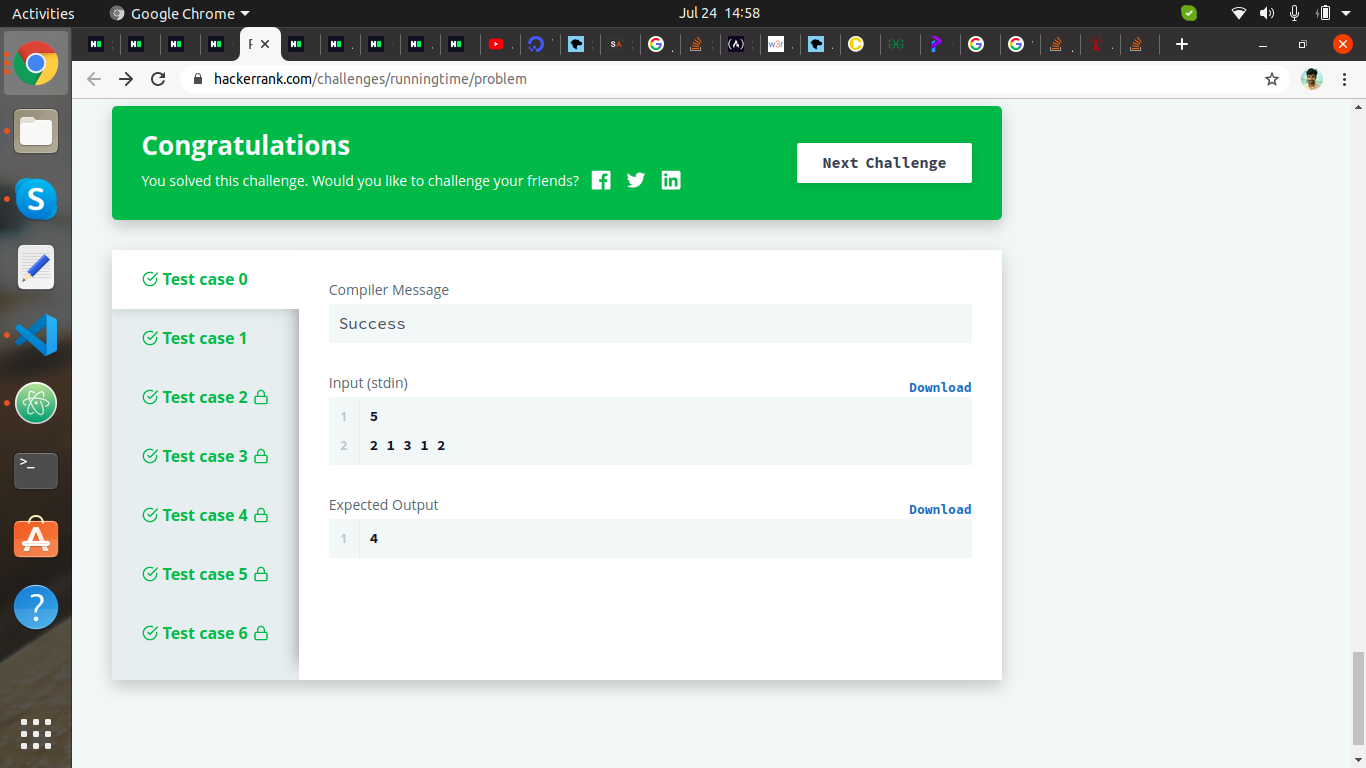 Activities
Google Chrome
Jul 24 14:58
hackerrank.com/challenges/runningtime/problem
Congratulations
You solved this challenge. Would you like to challenge your friends?
Next Challenge
Test case 0
Test case 1
Test case 2
Test case 3
Test case 4
Test case 5
Test case 6
Compiler Message
Success
Input (stdin)
Download
1 5
2 2 1 3 1 2
Expected Output
Download
1 4